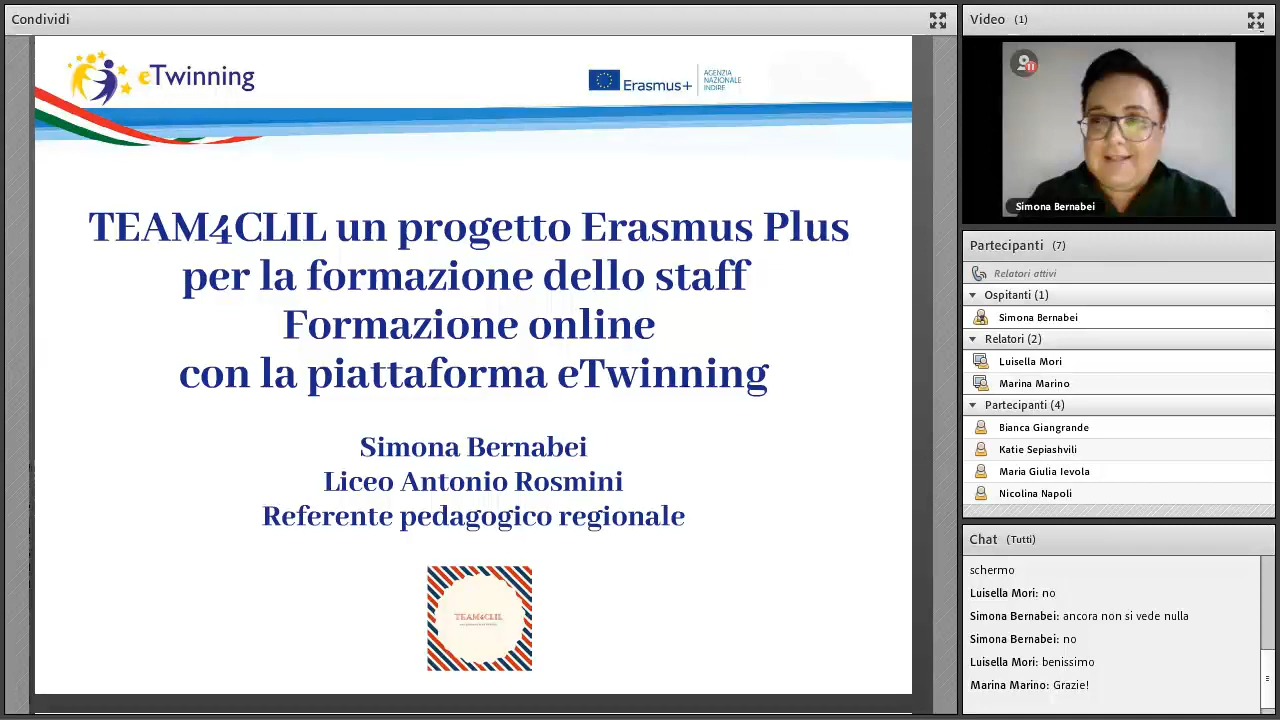 Condividi
eTwinning
Erasmus+
AGENZIA
NAZIONALE
INDIRE
TEAM4CLIL un progetto Erasmus Plus
per la formazione dello staff
Formazione online
con la piattaforma eTwinning
Simona Bernabei
Liceo Antonio Rosmini
Referente pedagogico regionale
TEAM4CLIL
Video (1)
Simona Bernabei
Partecipanti (7)
Relatori attivi
Ospitanti (1)
Simona Bernabei
Relatori (2)
Luisella Mori
Marina Marino
Partecipanti (4)
Bianca Giangrande
Katie Sepiashvili
Maria Giulia Ievola
Nicolina Napoli
Chat (Tutti)
schermo
Luisella Mori: no
Simona Bernabei: ancora non si vede nulla
Simona Bernabei: no
Luisella Mori: benissimo
Marina Marino: Grazie!